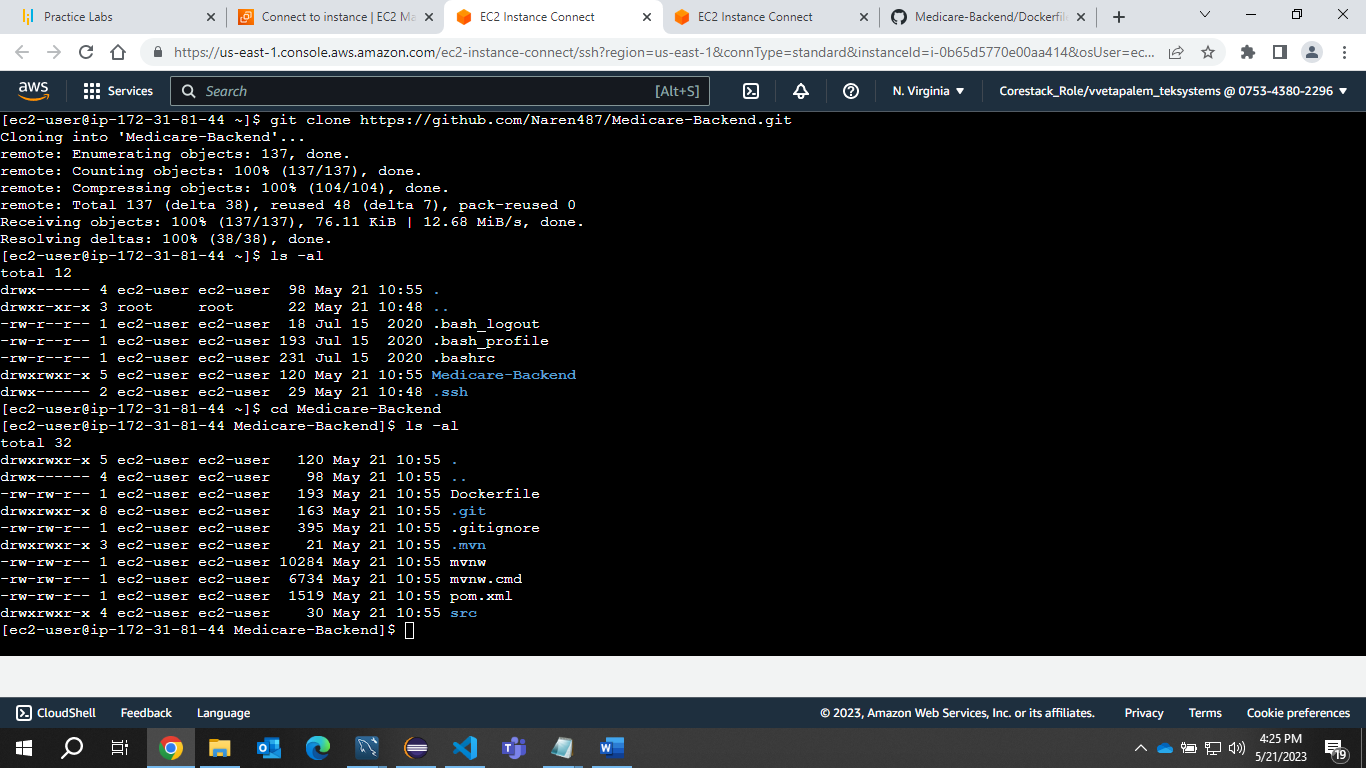 Practice Labs
Connect to instance | EC2 Ma
EC2 Instance Connect
EC2 Instance Connect
Medicare-Backend/Dockerfil
https://us-east-1.console.aws.amazon.com/ec2-instance-connect/ssh?region=us-east-1&connType=standard&instanceId=i-0b65d5770e00aa414&osUser=ec...
aws
Services
Search
[Alt+S]
N. Virginia
Corestack_Role/vvetapalem_teksystems @ 0753-4380-2296
[ec2-user@ip-172-31-81-44 ~]$ git clone https://github.com/Naren487/Medicare-Backend.git
Cloning into 'Medicare-Backend'...
remote: Enumerating objects: 137, done.
remote: Counting objects: 100% (137/137), done.
remote: Compressing objects: 100% (104/104), done.
remote: Total 137 (delta 38), reused 48 (delta 7), pack-reused 0
Receiving objects: 100% (137/137), 76.11 KiB | 12.68 MiB/s, done.
Resolving deltas: 100% (38/38), done.
[ec2-user@ip-172-31-81-44 ~]$ ls -al
total 12
drwx------ 4 ec2-user ec2-user  98 May 21 10:55 .
drwxr-xr-x 3 root     root      22 May 21 10:48 ..
-rw-r--r-- 1 ec2-user ec2-user  18 Jul 15  2020 .bash_logout
-rw-r--r-- 1 ec2-user ec2-user 193 Jul 15  2020 .bash_profile
-rw-r--r-- 1 ec2-user ec2-user 231 Jul 15  2020 .bashrc
drwxrwxr-x 5 ec2-user ec2-user 120 May 21 10:55 Medicare-Backend
drwx------ 2 ec2-user ec2-user  29 May 21 10:48 .ssh
[ec2-user@ip-172-31-81-44 ~]$ cd Medicare-Backend
[ec2-user@ip-172-31-81-44 Medicare-Backend]$ ls -al
total 32
drwxrwxr-x 5 ec2-user ec2-user   120 May 21 10:55 .
drwx------ 4 ec2-user ec2-user    98 May 21 10:55 ..
-rw-rw-r-- 1 ec2-user ec2-user   193 May 21 10:55 Dockerfile
drwxrwxr-x 8 ec2-user ec2-user   163 May 21 10:55 .git
-rw-rw-r-- 1 ec2-user ec2-user   395 May 21 10:55 .gitignore
drwxrwxr-x 3 ec2-user ec2-user    21 May 21 10:55 .mvn
-rw-rw-r-- 1 ec2-user ec2-user 10284 May 21 10:55 mvnw
-rw-rw-r-- 1 ec2-user ec2-user  6734 May 21 10:55 mvnw.cmd
-rw-rw-r-- 1 ec2-user ec2-user  1519 May 21 10:55 pom.xml
drwxrwxr-x 4 ec2-user ec2-user    30 May 21 10:55 src
[ec2-user@ip-172-31-81-44 Medicare-Backend]$
CloudShell
Feedback
Language
© 2023, Amazon Web Services, Inc. or its affiliates.
Privacy
Terms
Cookie preferences
4:25 PM
5/21/2023
19